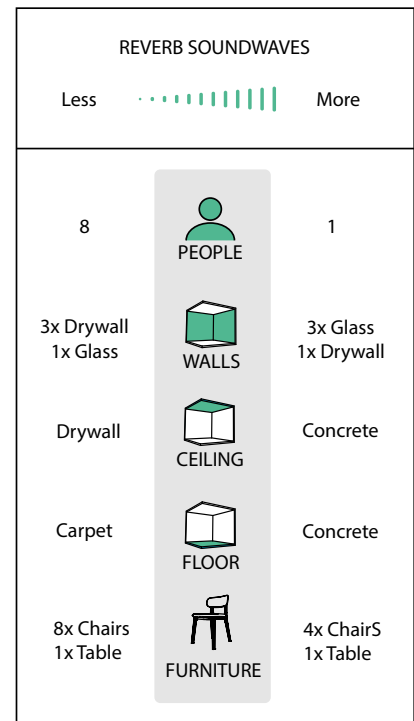 REVERB SOUNDWAVES
Less More
8 PEOPLE 1
3x Drywall 3x Glass
1x Glass WALLS 1x Drywall
Drywall CEILING Concrete
Carpet FLOOR Concrete
8x Chairs 4x ChairS
1x Table FURNITURE 1x Table